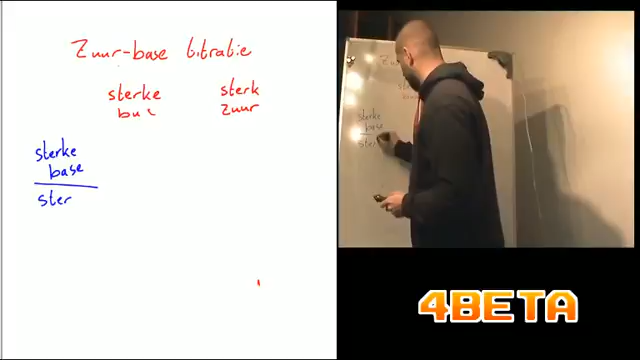 Zuur-base titratie
sterke sterk
zuur
sterke
base
ster
4BETA